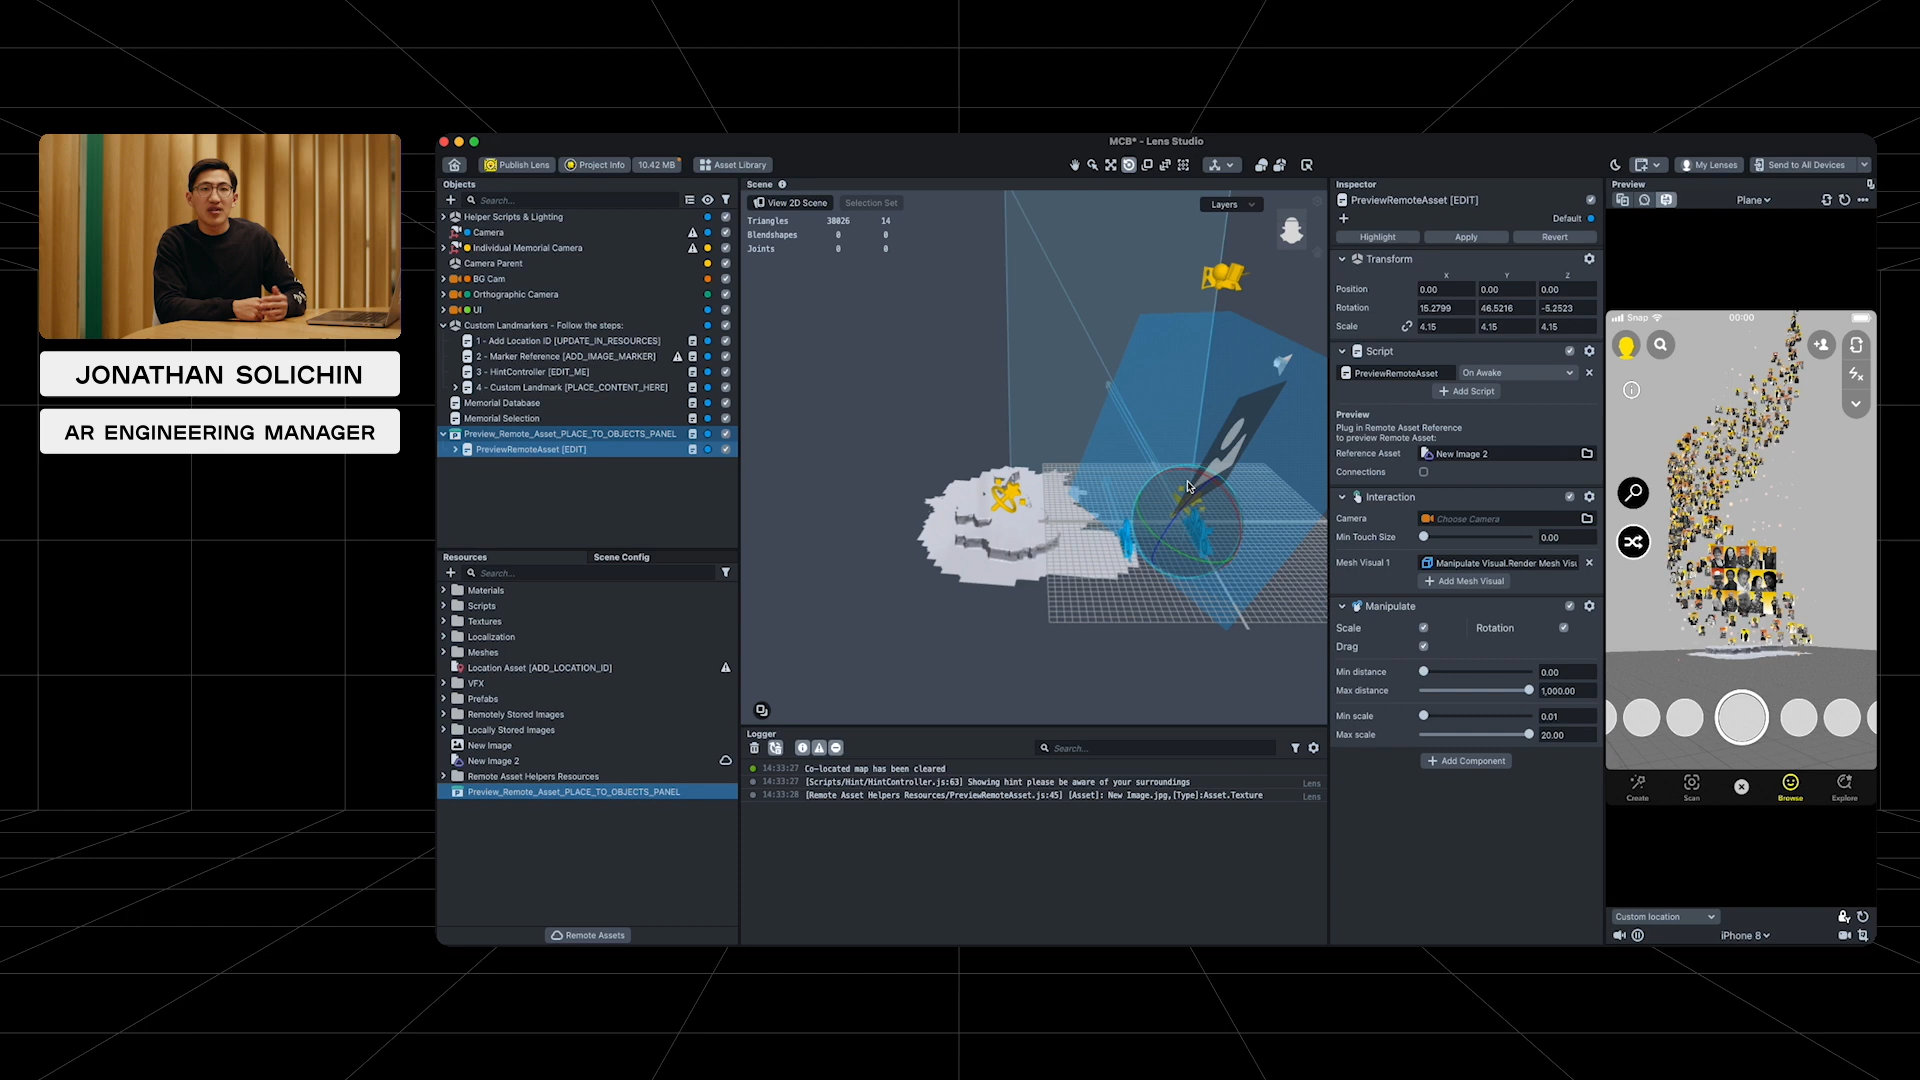 JONATHAN SOLICHIN
AR ENGINEERING MANAGER
MCB* - Lens Studio
Publish Lens
Project Info
10.42 MB
Asset Library
My Lenses
Send to All Devices
Objects
Search...
Helper Scripts & Lighting
Camera
Individual Memorial Camera
Camera Parent
BG Cam
Orthographic Camera
UI
Custom Landmarkers - Follow the steps:
1 - Add Location ID [UPDATE_IN_RESOURCES]
2 - Marker Reference [ADD_IMAGE_MARKER]
3 - HintController [EDIT_ME]
4 - Custom Landmark [PLACE_CONTENT_HERE]
Memorial Database
Memorial Selection
Preview_Remote_Asset_PLACE_TO_OBJECTS_PANEL
PreviewRemoteAsset [EDIT]
Resources
Scene Config
Search...
Materials
Scripts
Textures
Localization
Meshes
Location Asset [ADD_LOCATION_ID]
VFX
Prefabs
Remotely Stored Images
Locally Stored Images
New Image
New Image 2
Remote Asset Helpers Resources
Preview_Remote_Asset_PLACE_TO_OBJECTS_PANEL
Remote Assets
Scene
View 2D Scene
Selection Set
Layers
Triangles 38026 14
Blendshapes 0 0
Joints 0 0
Logger
Search...
14:33:27 Co-located map has been cleared
14:33:27 [Scripts/Hint/HintController.js:63] Showing hint please be aware of your surroundings Lens
14:33:28 [Remote Asset Helpers Resources/PreviewRemoteAsset.js:45] [Asset]: New Image.jpg,[Type]:Asset.Texture Lens
Inspector
PreviewRemoteAsset [EDIT]
Default
Highlight Apply Revert
Transform
X Y Z
Position 0.00 0.00 0.00
Rotation 15.2799 46.5216 -5.2523
Scale 4.15 4.15 4.15
Script
PreviewRemoteAsset On Awake
+ Add Script
Preview
Plug in Remote Asset Reference
to preview Remote Asset:
Reference Asset New Image 2
Connections
Interaction
Camera Choose Camera
Min Touch Size 0.00
Mesh Visual 1 Manipulate Visual.Render Mesh Visu
+ Add Mesh Visual
Manipulate
Scale Rotation
Drag
Min distance 0.00
Max distance 1,000.00
Min scale 0.01
Max scale 20.00
+ Add Component
Preview
Plane
Snap 00:00
Create Scan Browse Explore
Custom location
iPhone 8